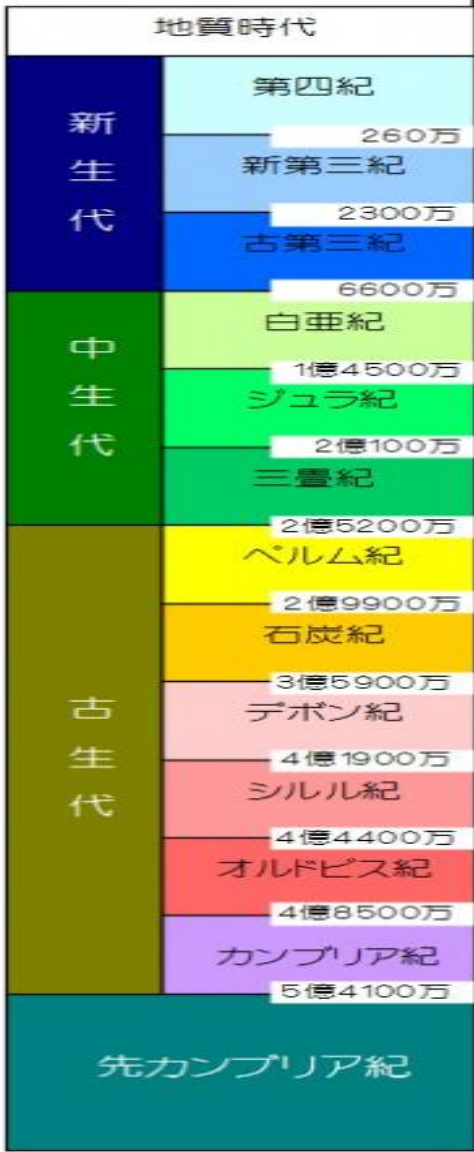 地質時代
新生代
第四紀
260万
新第三紀
2300万
古第三紀
6600万
中生代
白亜紀
1億4500万
ジュラ紀
2億100万
三畳紀
2億5200万
古生代
ペルム紀
2億9900万
石炭紀
3億5900万
デボン紀
4億1900万
シルル紀
4億4400万
オルドビス紀
4億8500万
カンブリア紀
5億4100万
先カンブリア紀